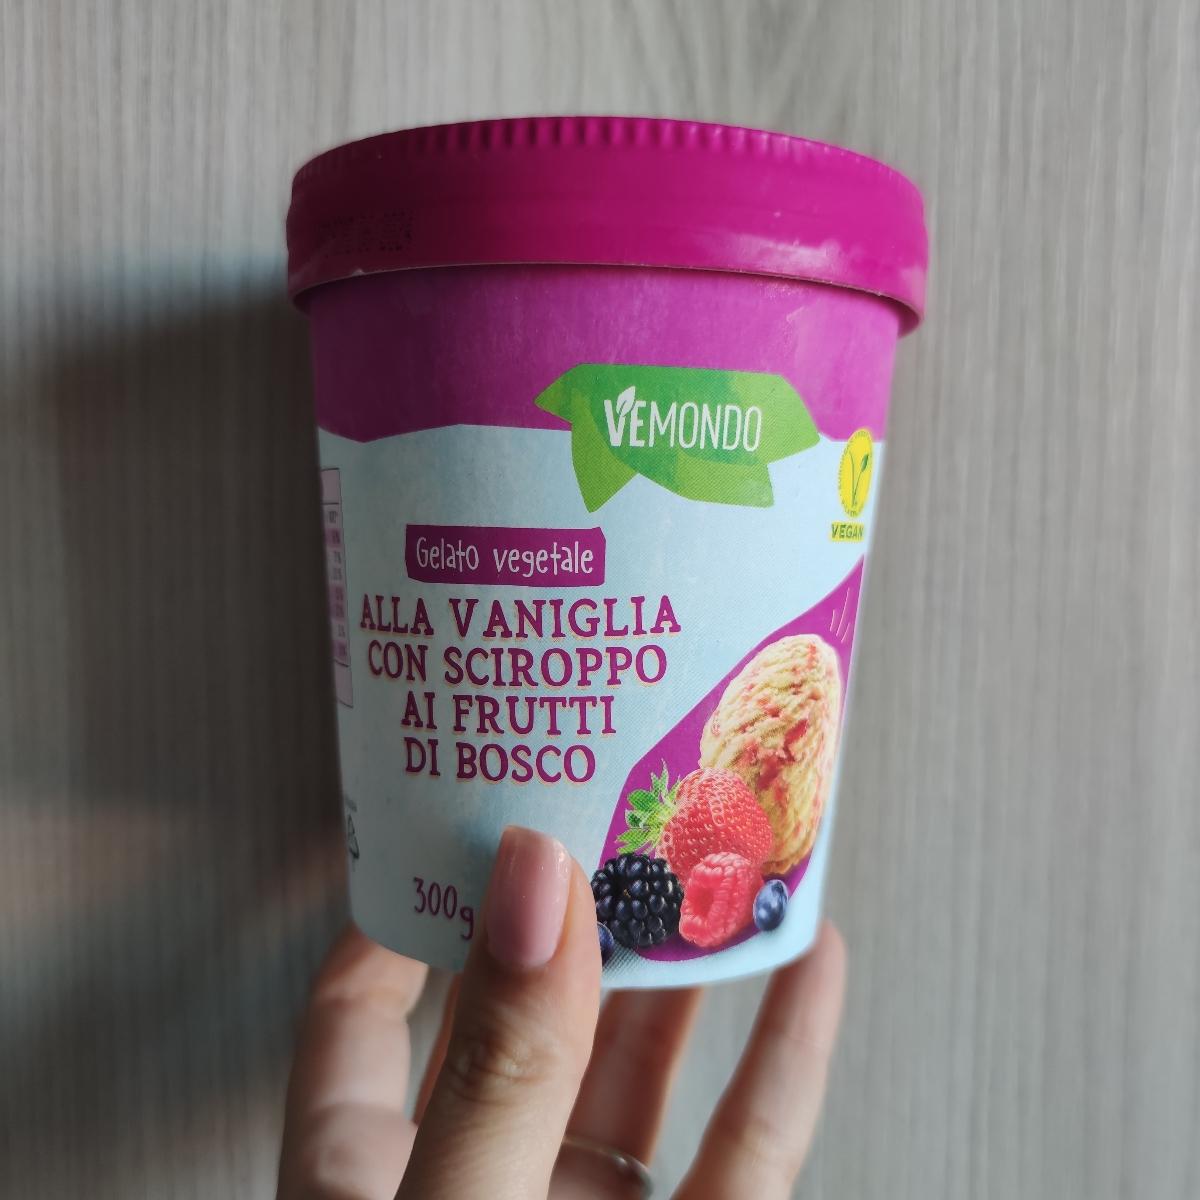 VEMONDO
VEGAN
Gelato vegetale
ALLA VANIGLIA
CON SCIROPPO
AI FRUTTI
DI BOSCO
300g